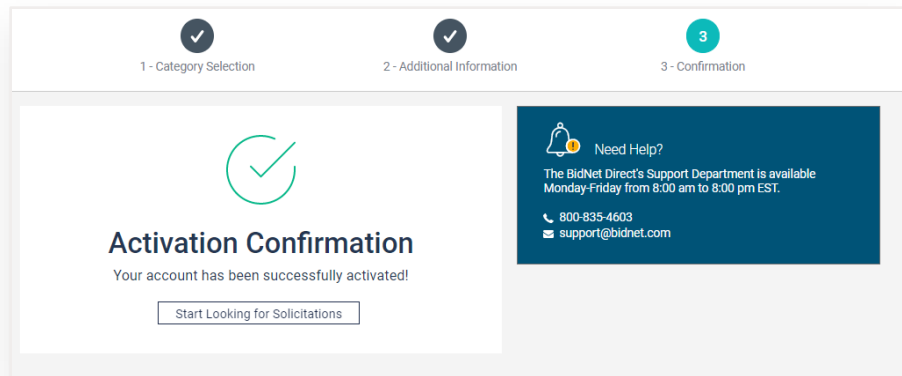 3
1 - Category Selection
2 - Additional Information
3 - Confirmation
Activation Confirmation
Your account has been successfully activated!
Start Looking for Solicitations
Need Help?
The BidNet Direct's Support Department is available
Monday-Friday from 8:00 am to 8:00 pm EST.
800-835-4603
support@bidnet.com